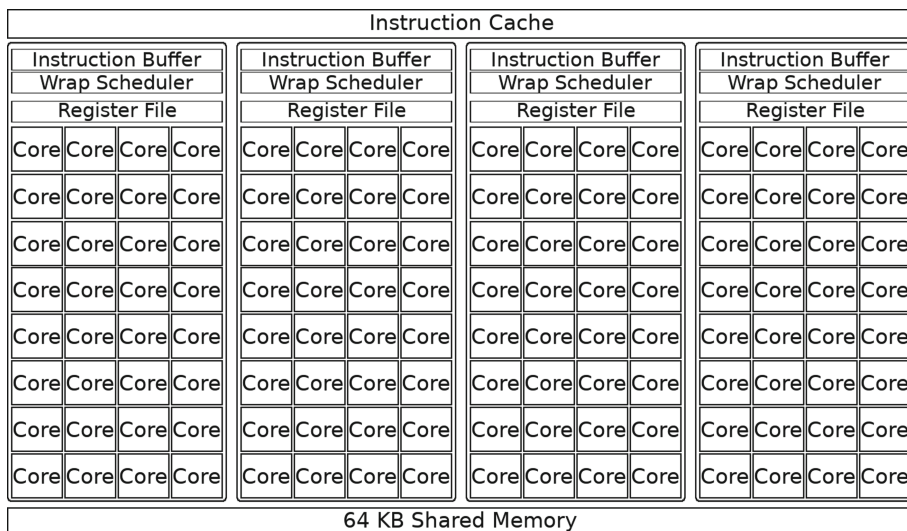 Instruction Cache
Instruction Buffer Instruction Buffer Instruction Buffer Instruction Buffer
Wrap Scheduler Wrap Scheduler Wrap Scheduler Wrap Scheduler
Register File Register File Register File Register File
Core Core Core Core Core Core Core Core Core Core Core Core Core Core Core Core
Core Core Core Core Core Core Core Core Core Core Core Core Core Core Core Core
Core Core Core Core Core Core Core Core Core Core Core Core Core Core Core Core
Core Core Core Core Core Core Core Core Core Core Core Core Core Core Core Core
Core Core Core Core Core Core Core Core Core Core Core Core Core Core Core Core
Core Core Core Core Core Core Core Core Core Core Core Core Core Core Core Core
Core Core Core Core Core Core Core Core Core Core Core Core Core Core Core Core
Core Core Core Core Core Core Core Core Core Core Core Core Core Core Core Core
64 KB Shared Memory